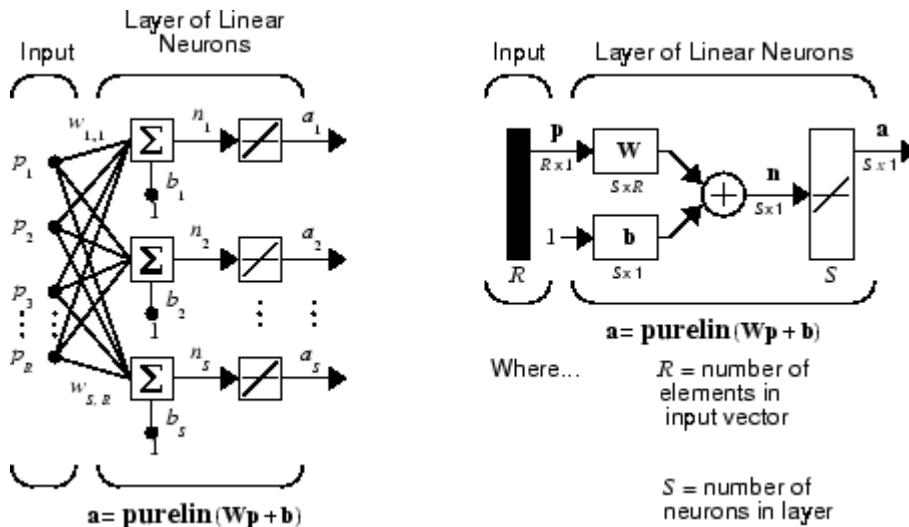 Layer of Linear
Neurons
Input
w1,1
n1
a1
p1
Σ
b1
1
p2
n2
a2
Σ
p3
b2
1
pR
nS
aS
Σ
wS,R
bS
1
a = purelin (Wp + b)
Input
Layer of Linear Neurons
p
W
a
R x 1
S x R
n
S x 1
+
S x 1
1
b
R
S x 1
S
a = purelin (Wp + b)
Where...
R = number of
elements in
input vector
S = number of
neurons in layer